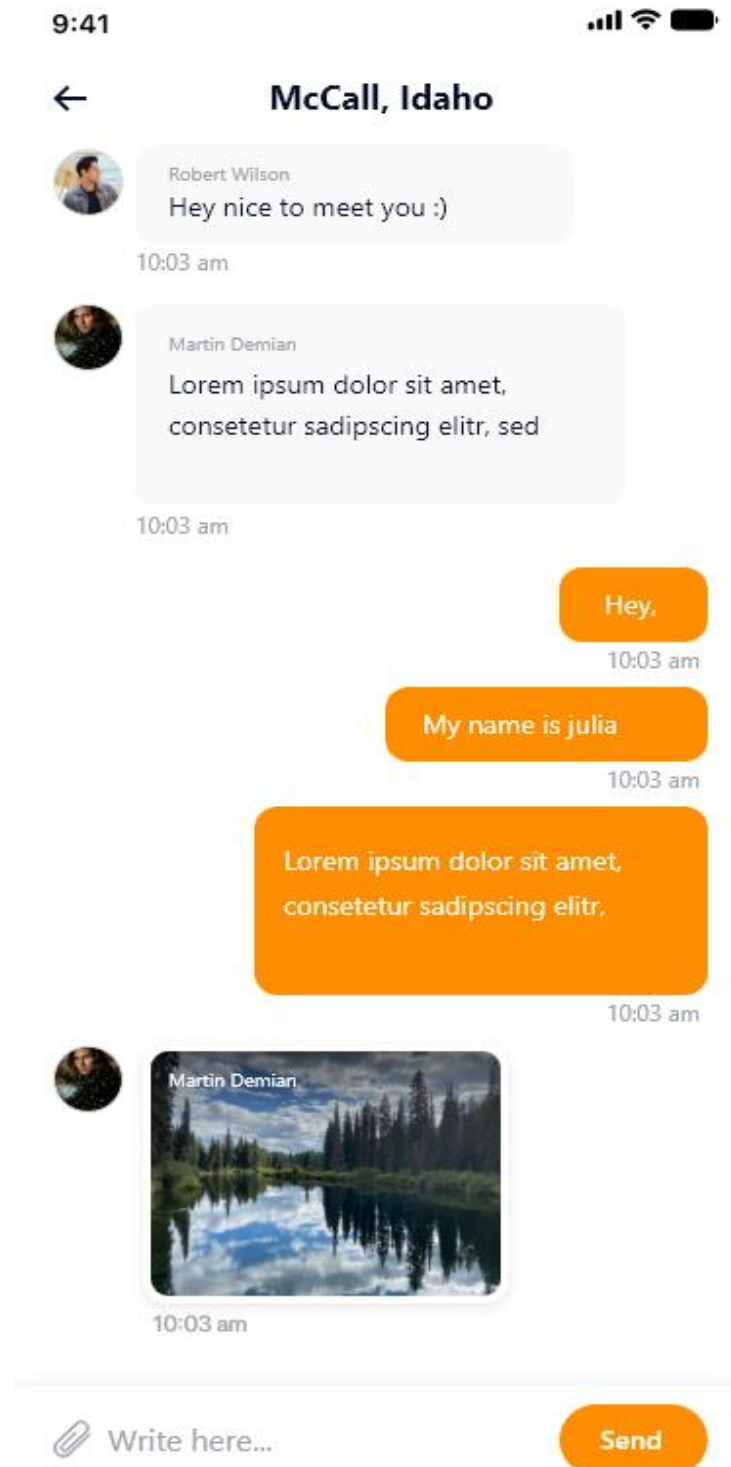 9:41
McCall, Idaho
Robert Wilson
Hey nice to meet you :)
10:03 am
Martin Demian
Lorem ipsum dolor sit amet,
consetetur sadipscing elitr, sed
10:03 am
Hey,
10:03 am
My name is julia
10:03 am
Lorem ipsum dolor sit amet,
consetetur sadipscing elitr,
10:03 am
Martin Demian
10:03 am
Write here...
Send